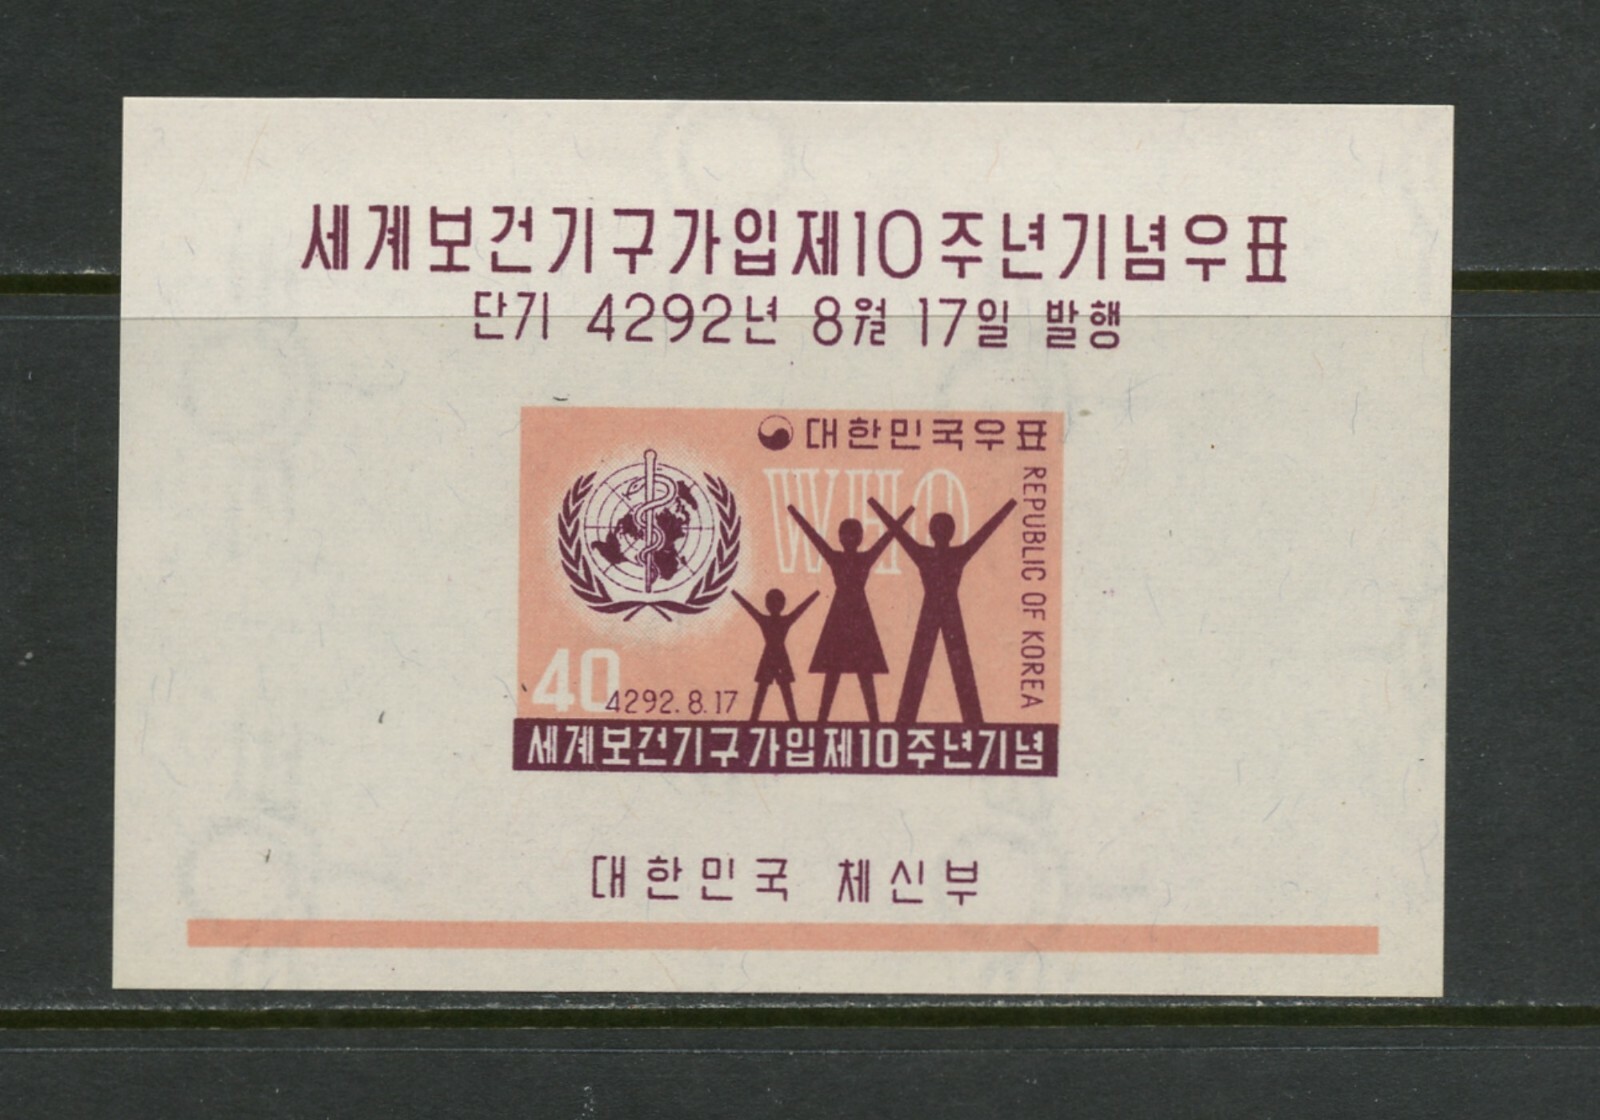 세계보건기구가입제10주년기념우표
단기 4292년 8월 17일 발행
대한민국우표
WHO
REPUBLIC OF KOREA
40
4292.8.17
세계보건기구가입제10주년기념
대한민국 체신부